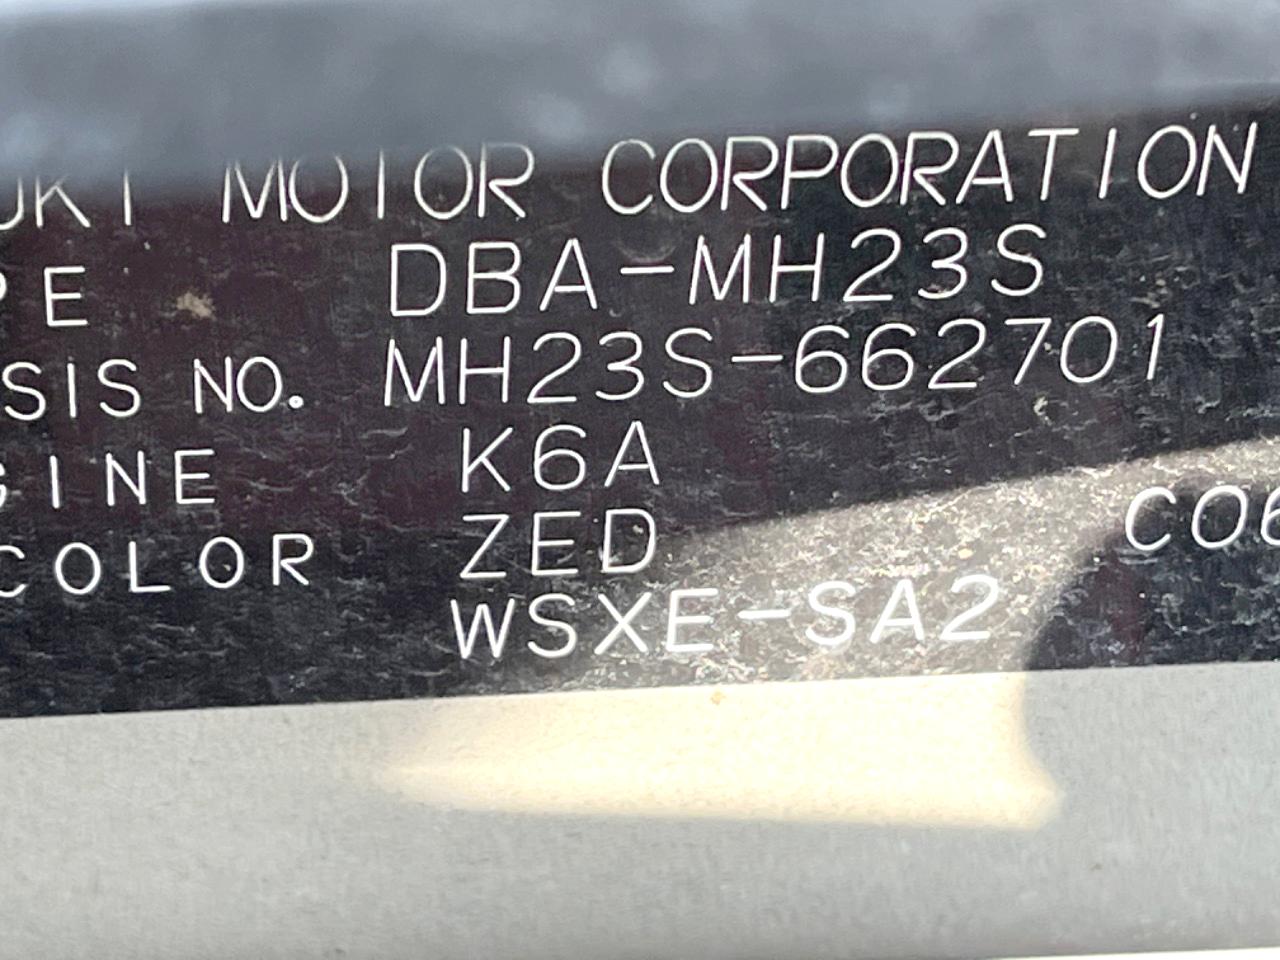 UKI MOTOR CORPORATION
PE DBA-MH23S
SIS NO. MH23S-662701
GINE K6A
COLOR ZED C06
WSXE-SA2